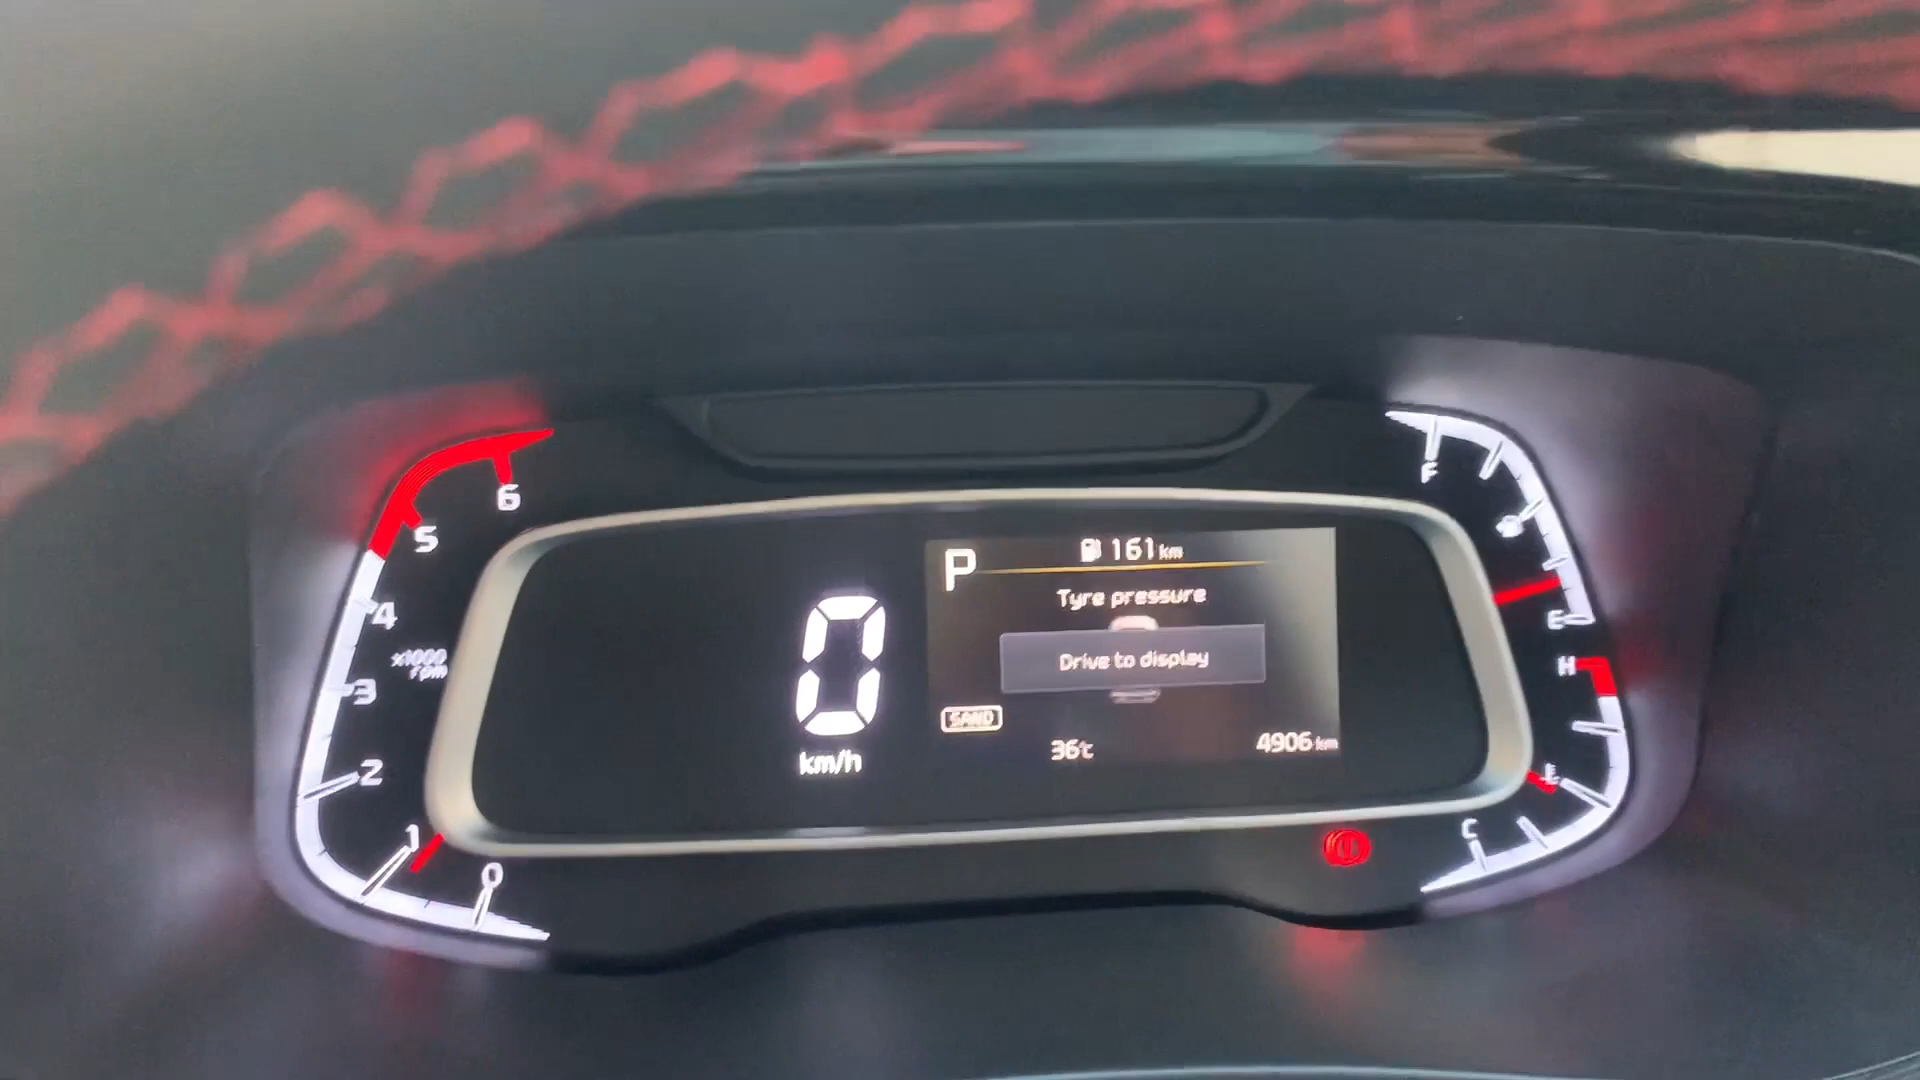 6
5
4
x1000
rpm
3
2
1
0
0
km/h
P
161 km
Tyre pressure
Drive to display
SAND
36℃
4906 km
F
E
H
C